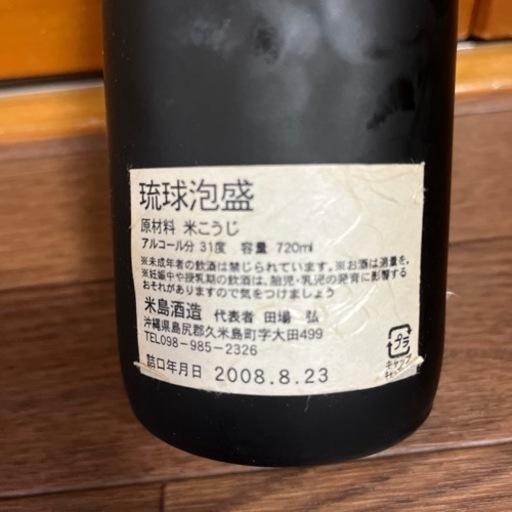 琉球泡盛
原材料 米こうじ
アルコール分 31度 容量 720ml
※未成年者の飲酒は禁じられています。※お酒は適量を。
※妊娠中や授乳期の飲酒は、胎児・乳児の発育に影響する
おそれがありますので気をつけましょう
米島酒造 代表者 田場 弘
沖縄県島尻郡久米島町字大田499
TEL098-985-2326
詰口年月日 2008.8.23
プラ
キャップ